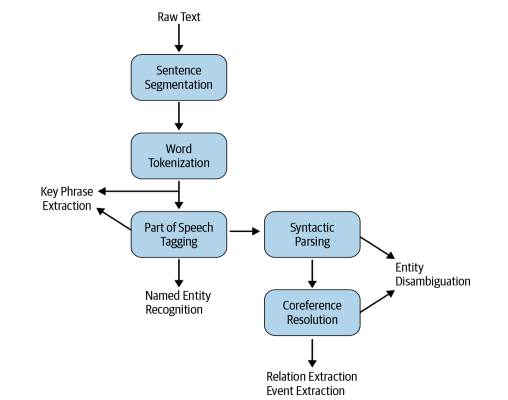 Raw Text
Sentence
Segmentation
Word
Tokenization
Key Phrase
Extraction
Part of Speech
Tagging
Syntactic
Parsing
Entity
Disambiguation
Named Entity
Recognition
Coreference
Resolution
Relation Extraction
Event Extraction